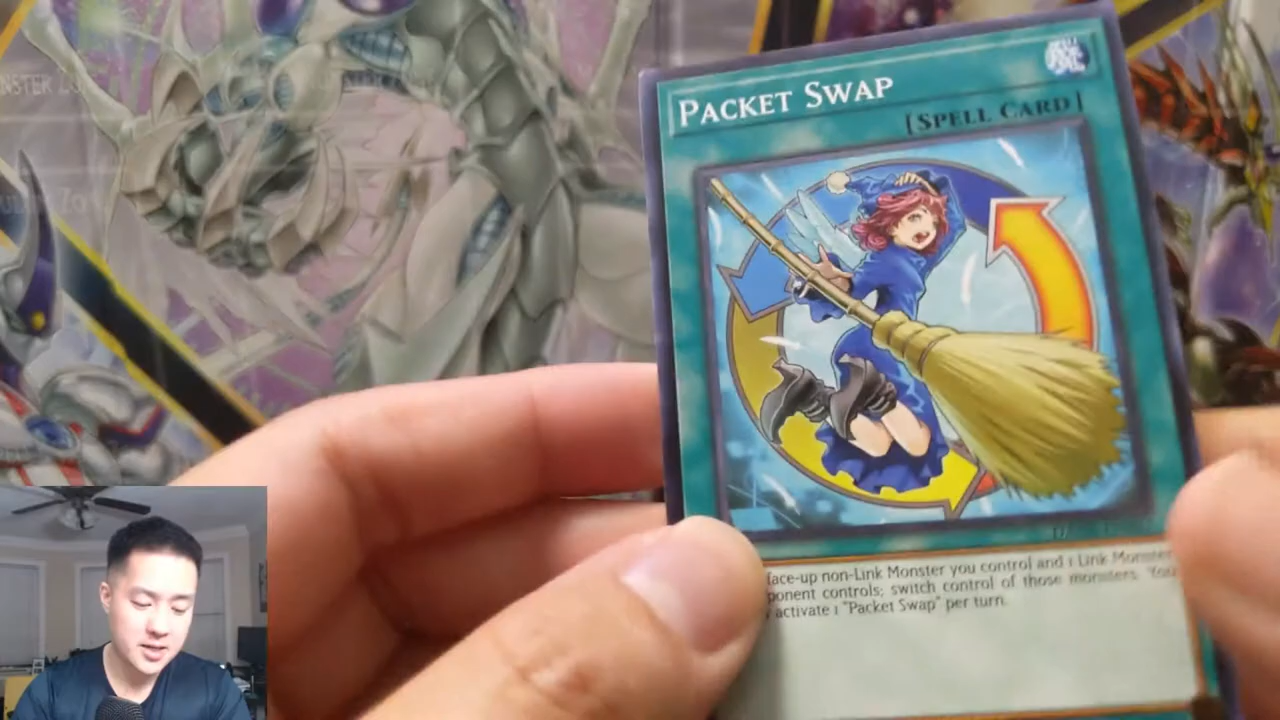 PACKET SWAP
[SPELL CARD]
face-up non-Link Monster you control and 1 Link Monster
ponent controls; switch control of those monsters. You
activate 1 "Packet Swap" per turn.